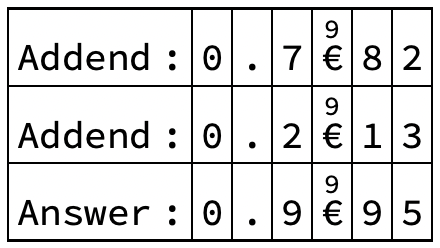 9
Addend : 0 . 7 € 8 2
9
Addend : 0 . 2 € 1 3
9
Answer : 0 . 9 € 9 5